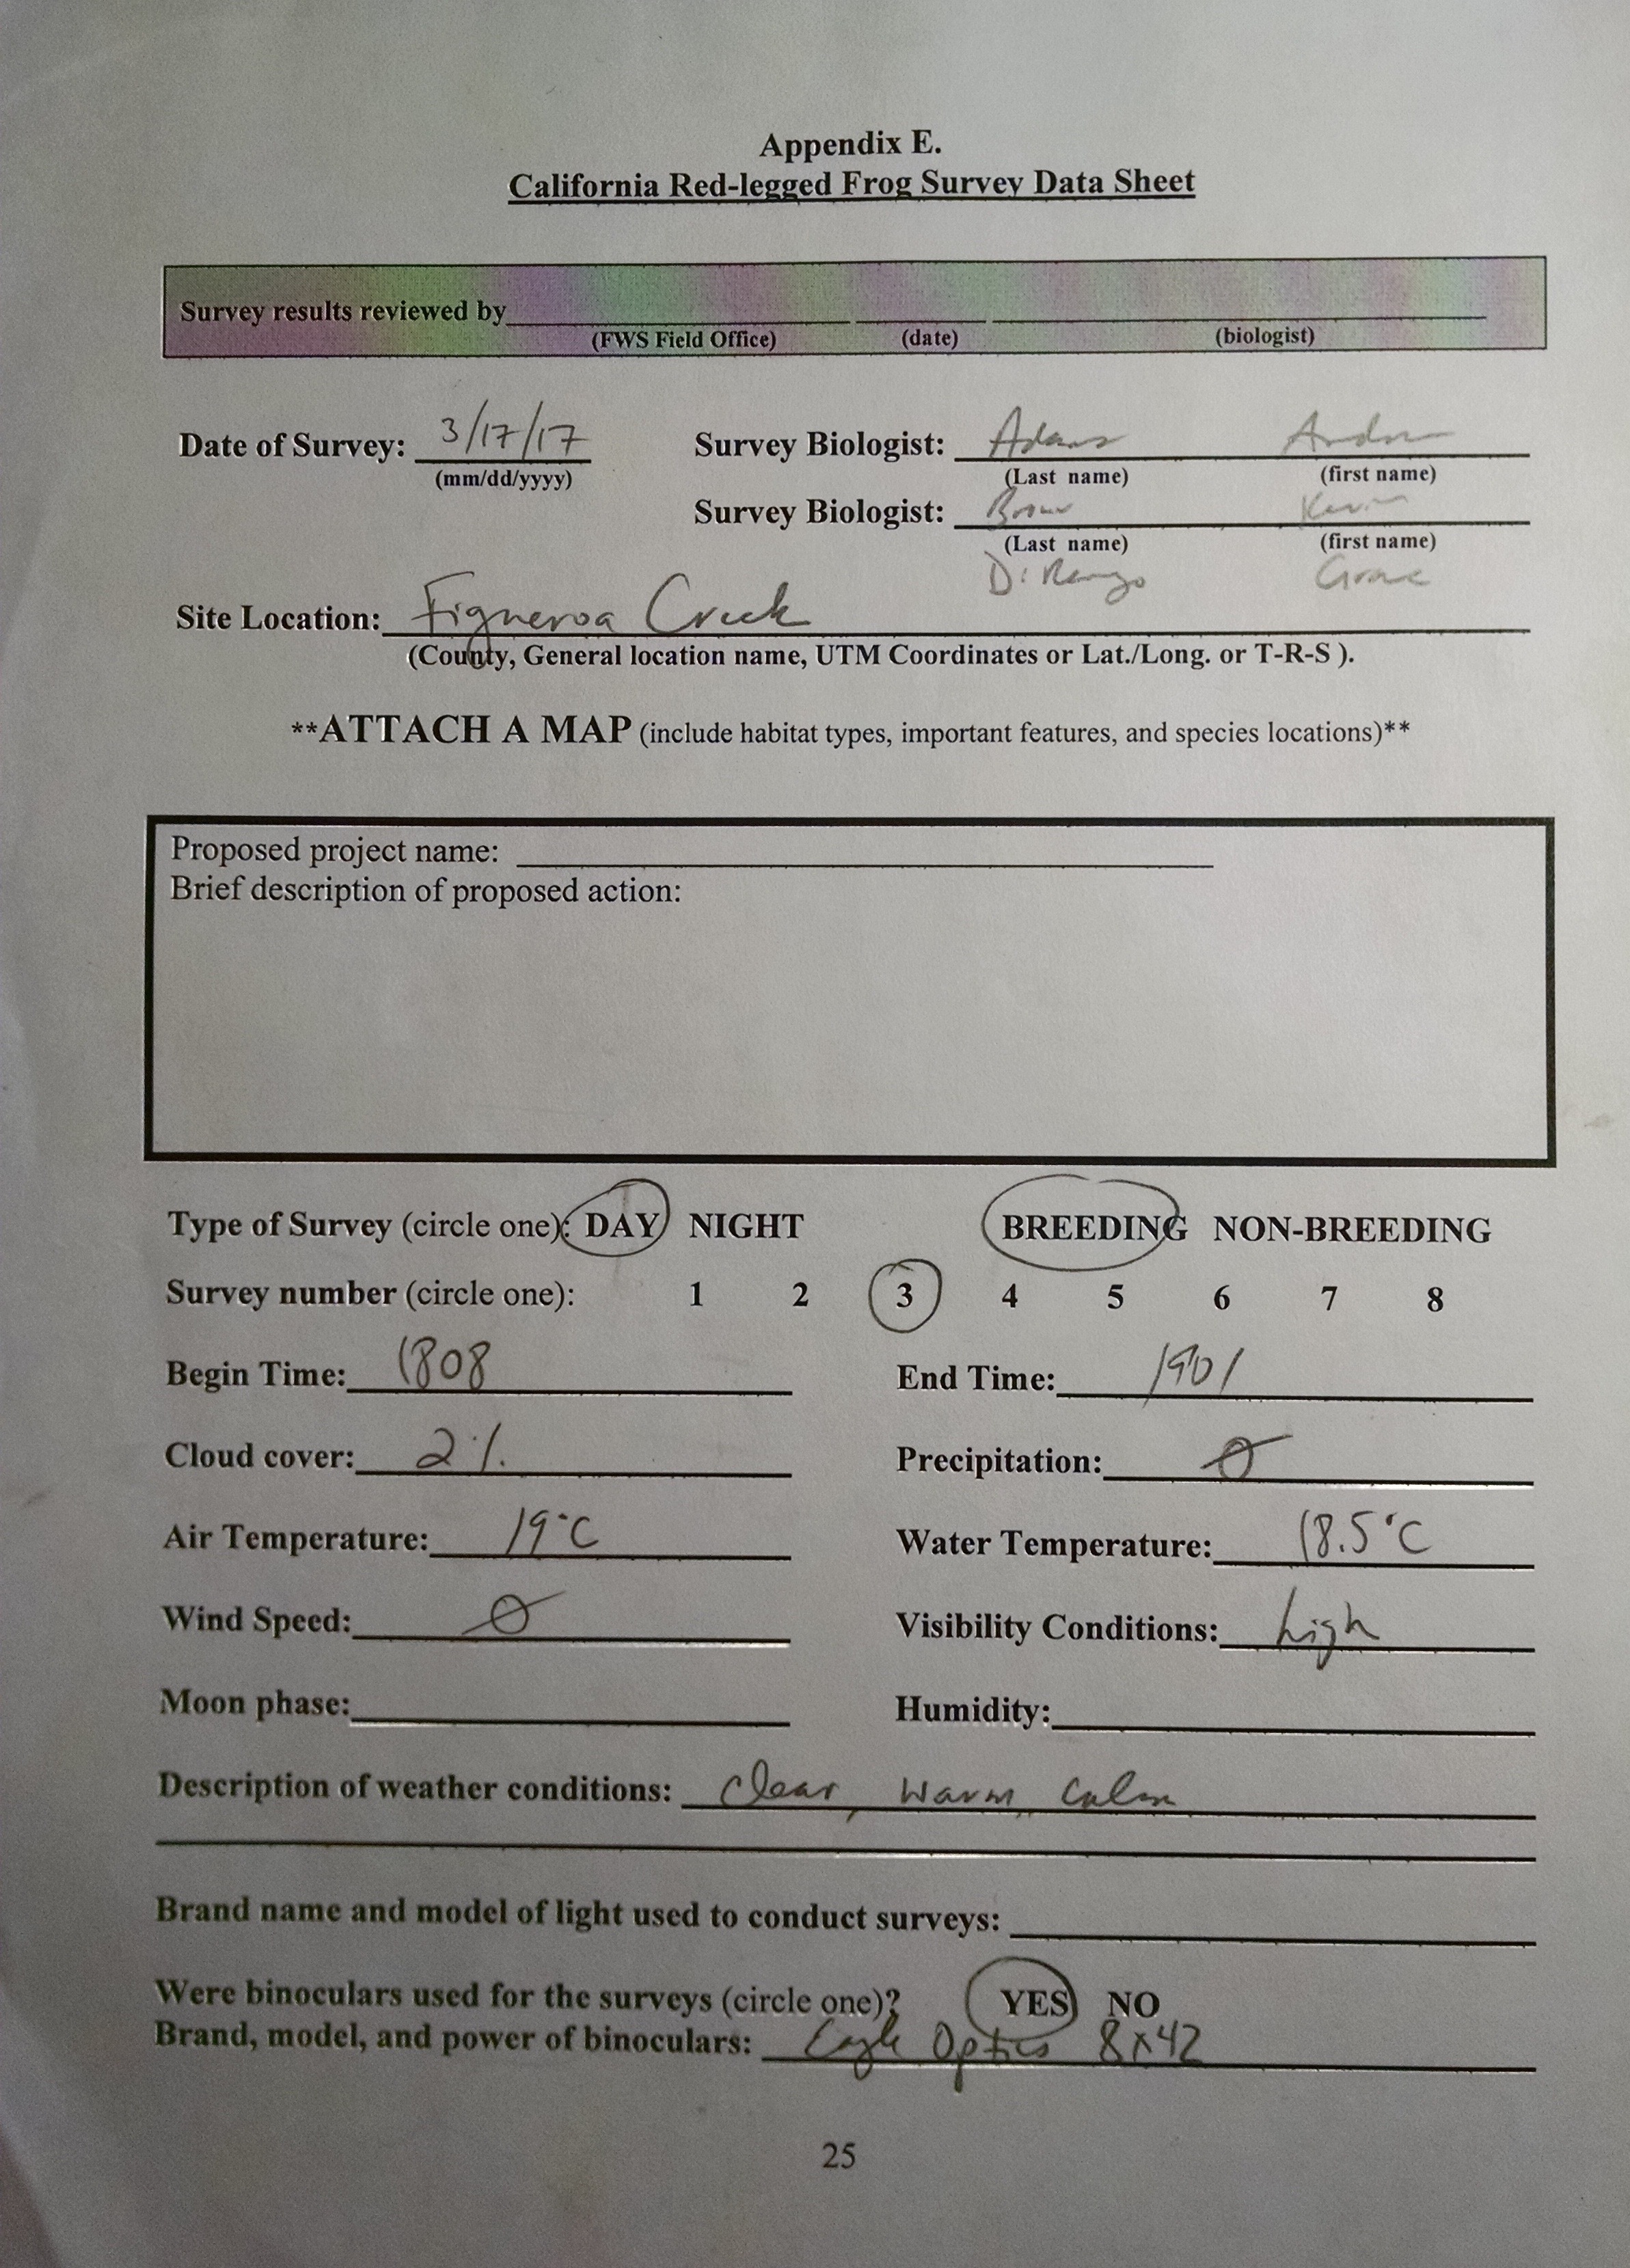 Appendix E.
California Red-legged Frog Survey Data Sheet
Survey results reviewed by
(FWS Field Office) (date) (biologist)
Date of Survey: 3/17/17 Survey Biologist: Adams
(mm/dd/yyyy) (Last name) (first name)
Survey Biologist: Kevin
(Last name) (first name)
Grace
Site Location: Figueroa Creek
(County, General location name, UTM Coordinates or Lat./Long. or T-R-S ).
**ATTACH A MAP (include habitat types, important features, and species locations)**
Proposed project name:
Brief description of proposed action:
Type of Survey (circle one): DAY NIGHT BREEDING NON-BREEDING
Survey number (circle one): 1 2 3 4 5 6 7 8
Begin Time: 1808 End Time: 1901
Cloud cover: 2% Precipitation: 0
Air Temperature: 19°C Water Temperature: 18.5°C
Wind Speed: 0 Visibility Conditions: high
Moon phase: Humidity:
Description of weather conditions: clear, warm, calm
Brand name and model of light used to conduct surveys:
Were binoculars used for the surveys (circle one)? YES NO
Brand, model, and power of binoculars: Eagle Optics 8x42
25